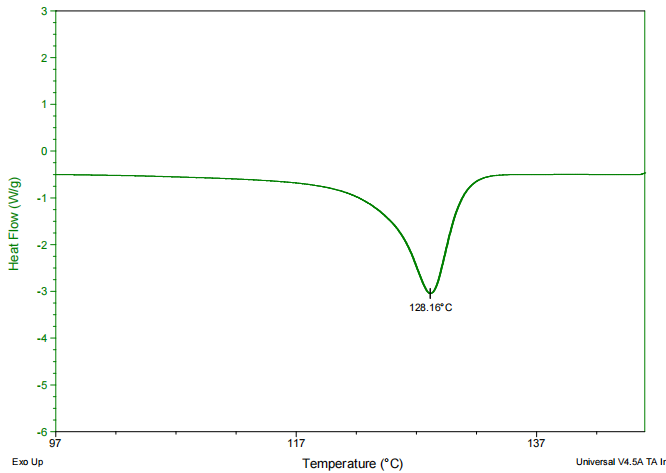 3
2
1
0
-1
-2
-3
-4
-5
-6
Heat Flow (W/g)
128.16°C
97
117
137
Exo Up
Temperature (°C)
Universal V4.5A TA In